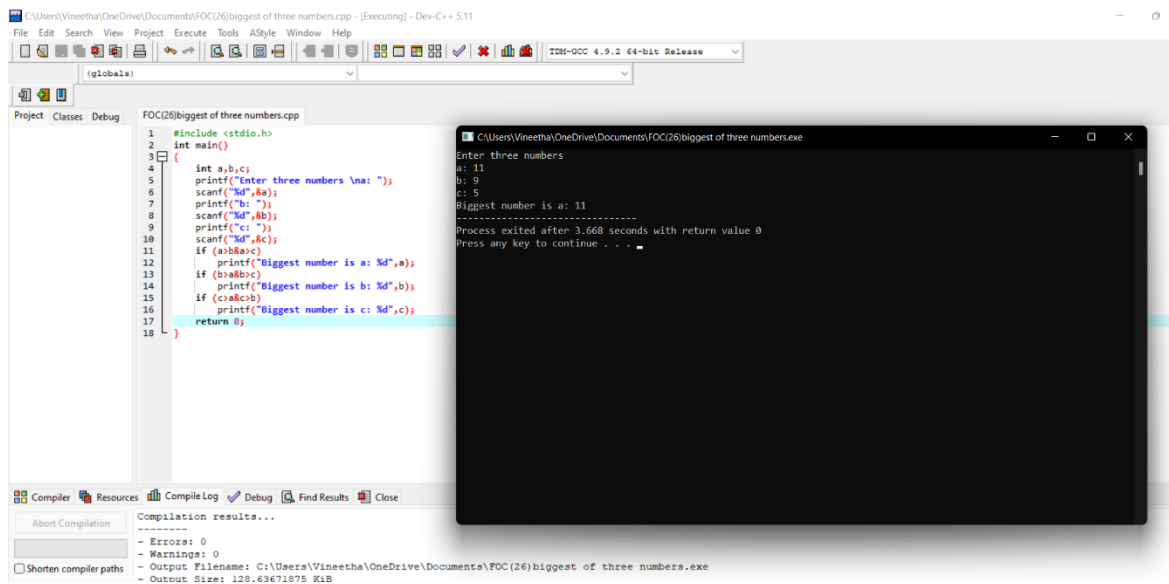 C:\Users\Vineetha\OneDrive\Documents\FOC(26)biggest of three numbers.cpp - [Executing] - Dev-C++ 5.11
File Edit Search View Project Execute Tools AStyle Window Help
TDM-GCC 4.9.2 64-bit Release
(globals)
Project Classes Debug
FOC(26)biggest of three numbers.cpp
1 #include <stdio.h>
2 int main()
3 {
4 int a,b,c;
5 printf("Enter three numbers \na: ");
6 scanf("%d",&a);
7 printf("b: ");
8 scanf("%d",&b);
9 printf("c: ");
10 scanf("%d",&c);
11 if (a>b&a>c)
12 printf("Biggest number is a: %d",a);
13 if (b>a&b>c)
14 printf("Biggest number is b: %d",b);
15 if (c>a&c>b)
16 printf("Biggest number is c: %d",c);
17 return 0;
18 }
C:\Users\Vineetha\OneDrive\Documents\FOC(26)biggest of three numbers.exe
Enter three numbers
a: 11
b: 9
c: 5
Biggest number is a: 11
--------------------------------
Process exited after 3.668 seconds with return value 0
Press any key to continue . . .
Compiler Resources Compile Log Debug Find Results Close
Abort Compilation
Shorten compiler paths
Compilation results...
--------
- Errors: 0
- Warnings: 0
- Output Filename: C:\Users\Vineetha\OneDrive\Documents\FOC(26)biggest of three numbers.exe
- Output Size: 128.63671875 KiB